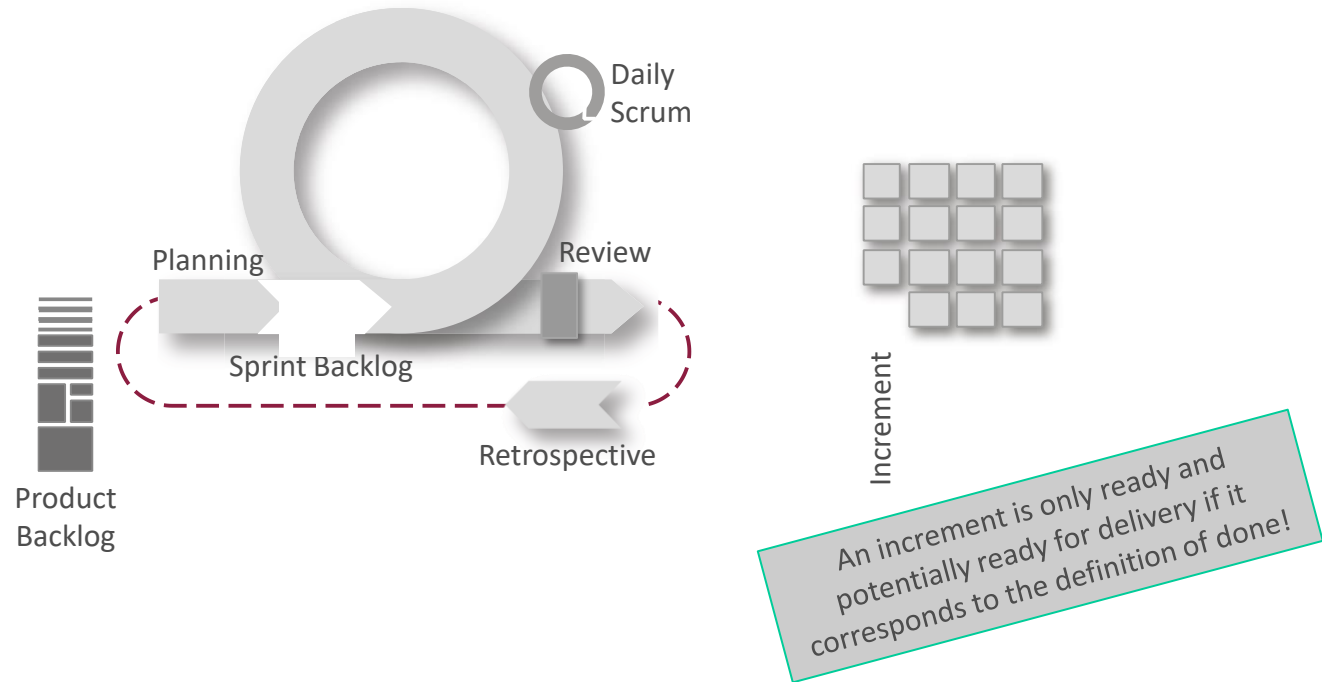 Daily
Scrum
Planning
Review
Sprint Backlog
Retrospective
Product
Backlog
Increment
An increment is only ready and
potentially ready for delivery if it
corresponds to the definition of done!